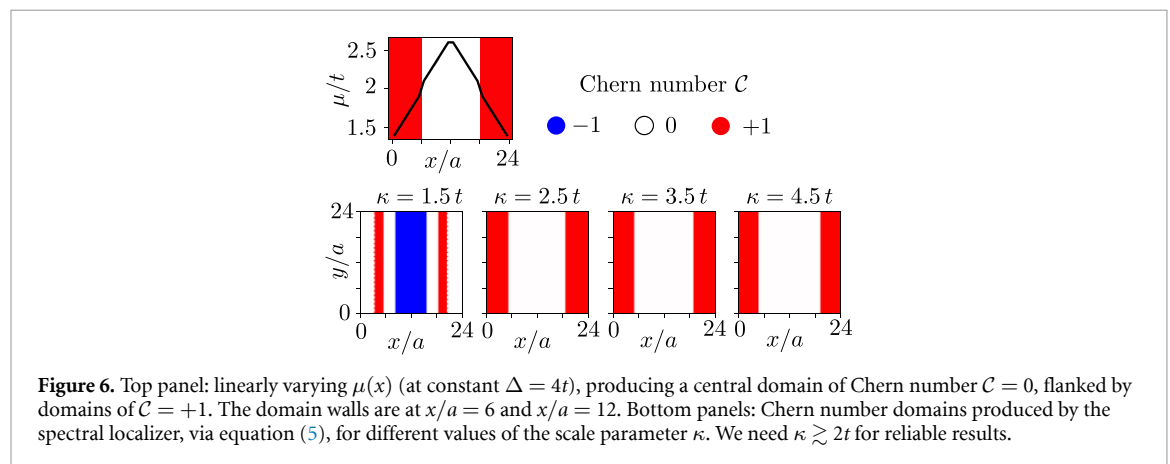 2.5
2
1.5
μ/t
0 x/a 24
Chern number C
−1 0 +1
κ = 1.5 t κ = 2.5 t κ = 3.5 t κ = 4.5 t
24
y/a
0
0 24 0 24 0 24 0 24
x/a x/a x/a x/a
Figure 6. Top panel: linearly varying μ(x) (at constant Δ = 4t), producing a central domain of Chern number C = 0, flanked by
domains of C = +1. The domain walls are at x/a = 6 and x/a = 12. Bottom panels: Chern number domains produced by the
spectral localizer, via equation (5), for different values of the scale parameter κ. We need κ ≳ 2t for reliable results.